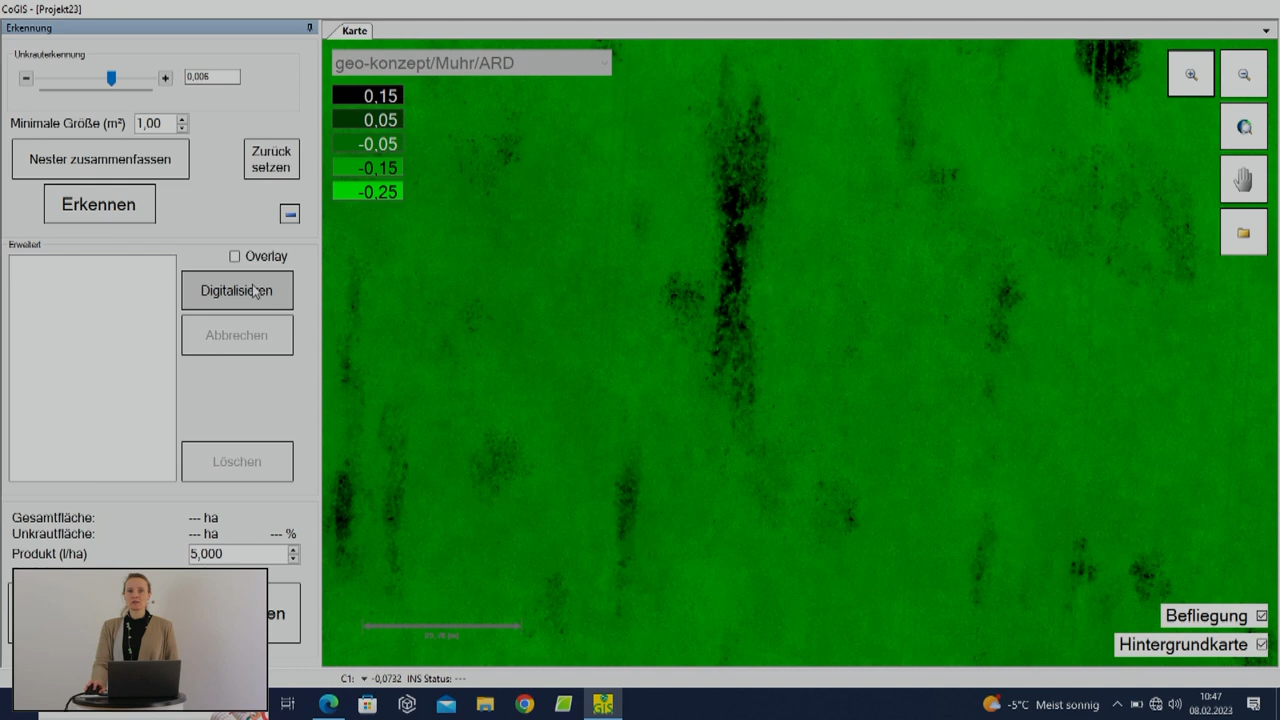 CoGIS - [Projekt23]
Erkennung
Karte
Unkrauterkennung
0,006
Minimale Größe (m²) 1,00
Nester zusammenfassen
Zurück
setzen
Erkennen
Erweitert
Overlay
Digitalisieren
Abbrechen
Löschen
Gesamtfläche: --- ha
Unkrautfläche: --- ha --- %
Produkt (l/ha) 5,000
en
geo-konzept/Muhr/ARD
0,15
0,05
-0,05
-0,15
-0,25
Befliegung
Hintergrundkarte
C1: -0,0732 INS Status: ---
GIS
-5°C Meist sonnig
10:47
08.02.2023